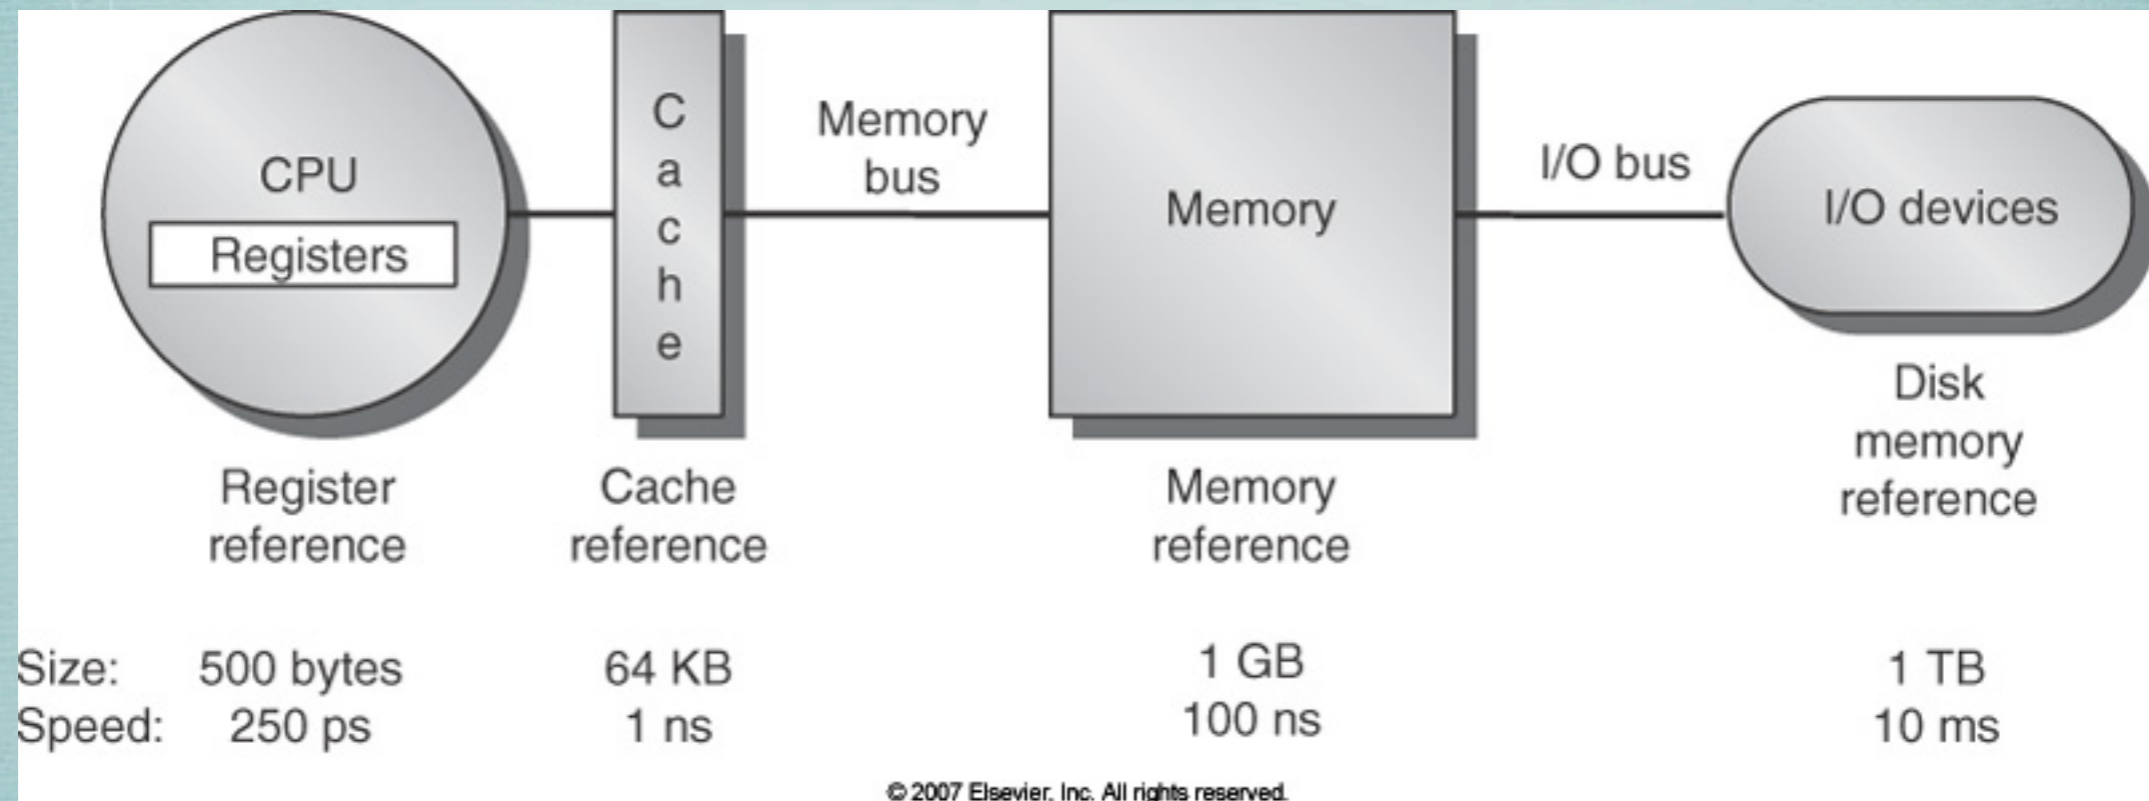 CPU
Registers
Cache
Memory
bus
Memory
I/O bus
I/O devices
Register
reference
Cache
reference
Memory
reference
Disk
memory
reference
Size: 500 bytes 64 KB 1 GB 1 TB
Speed: 250 ps 1 ns 100 ns 10 ms
© 2007 Elsevier, Inc. All rights reserved.